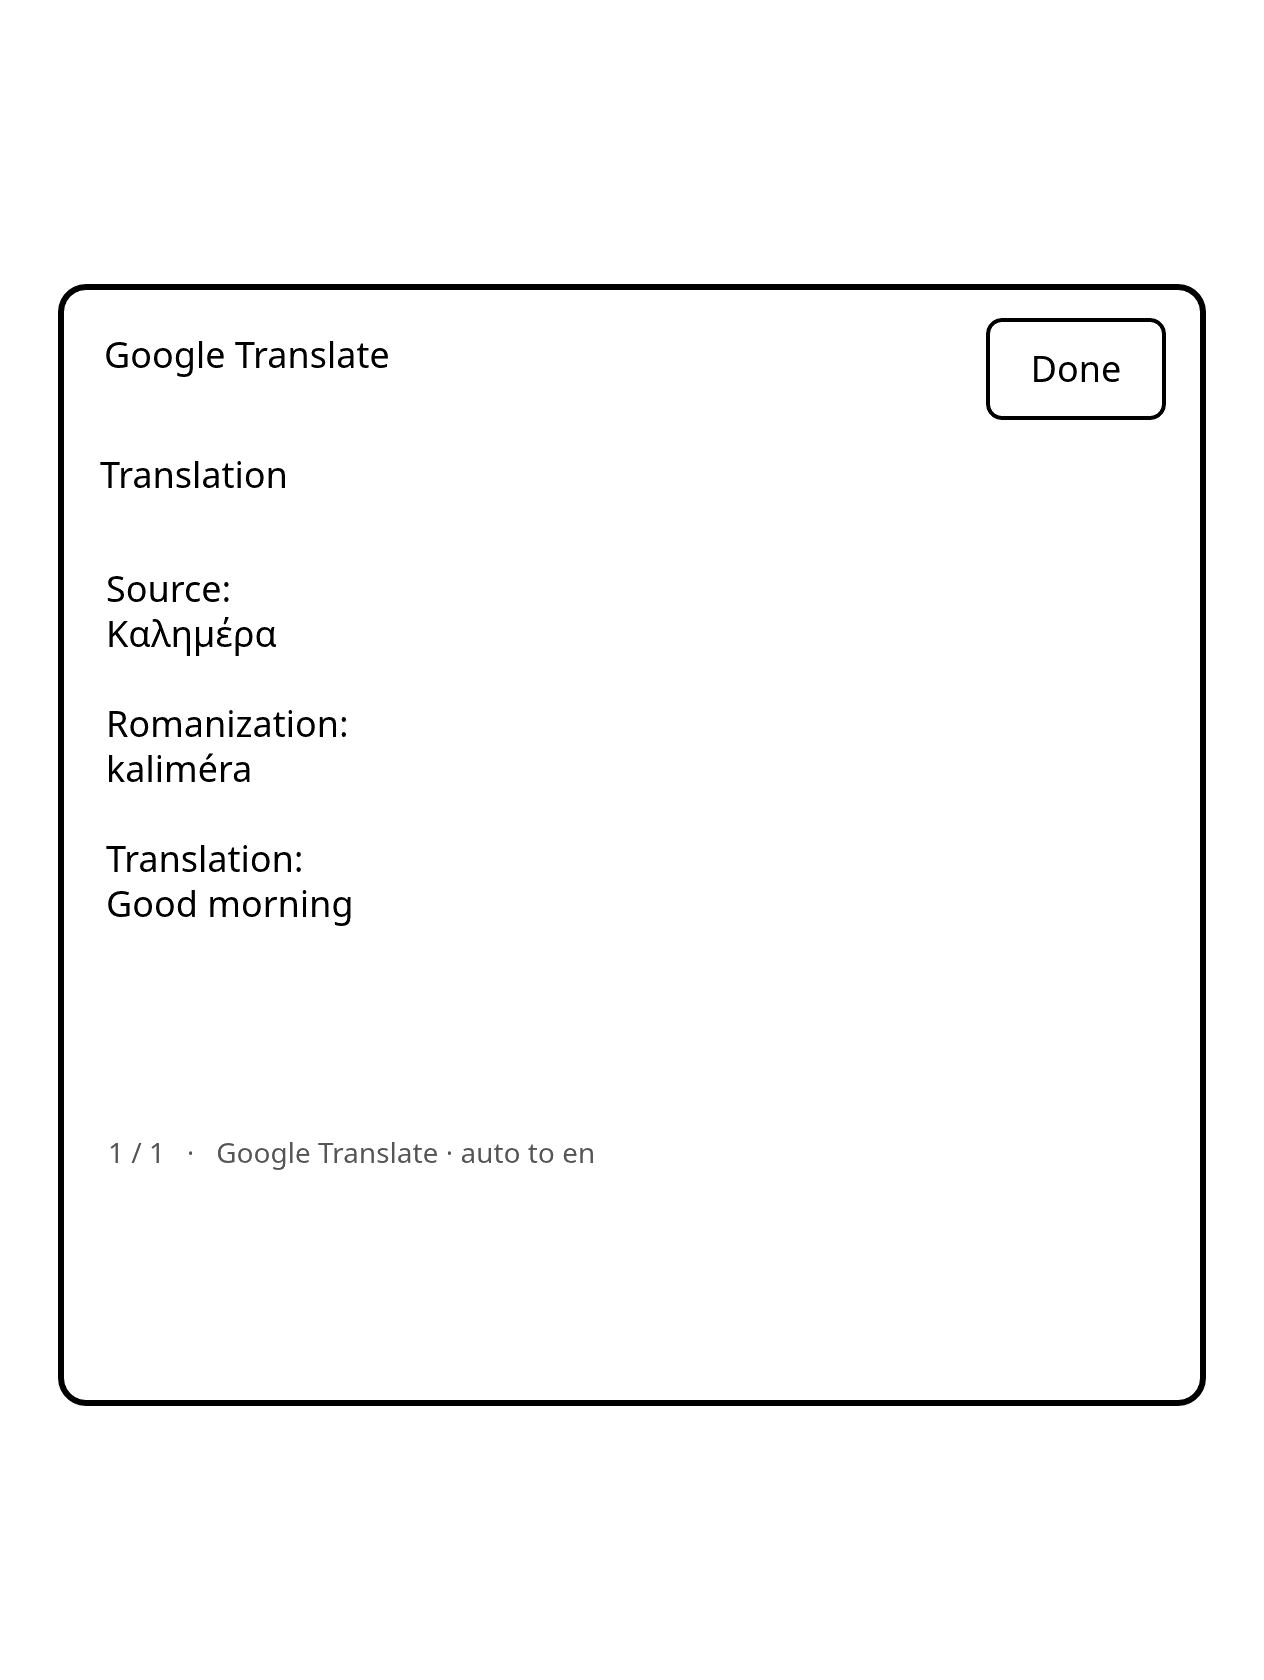 Google Translate
Done
Translation
Source:
Καλημέρα
Romanization:
kaliméra
Translation:
Good morning
1 / 1 · Google Translate · auto to en